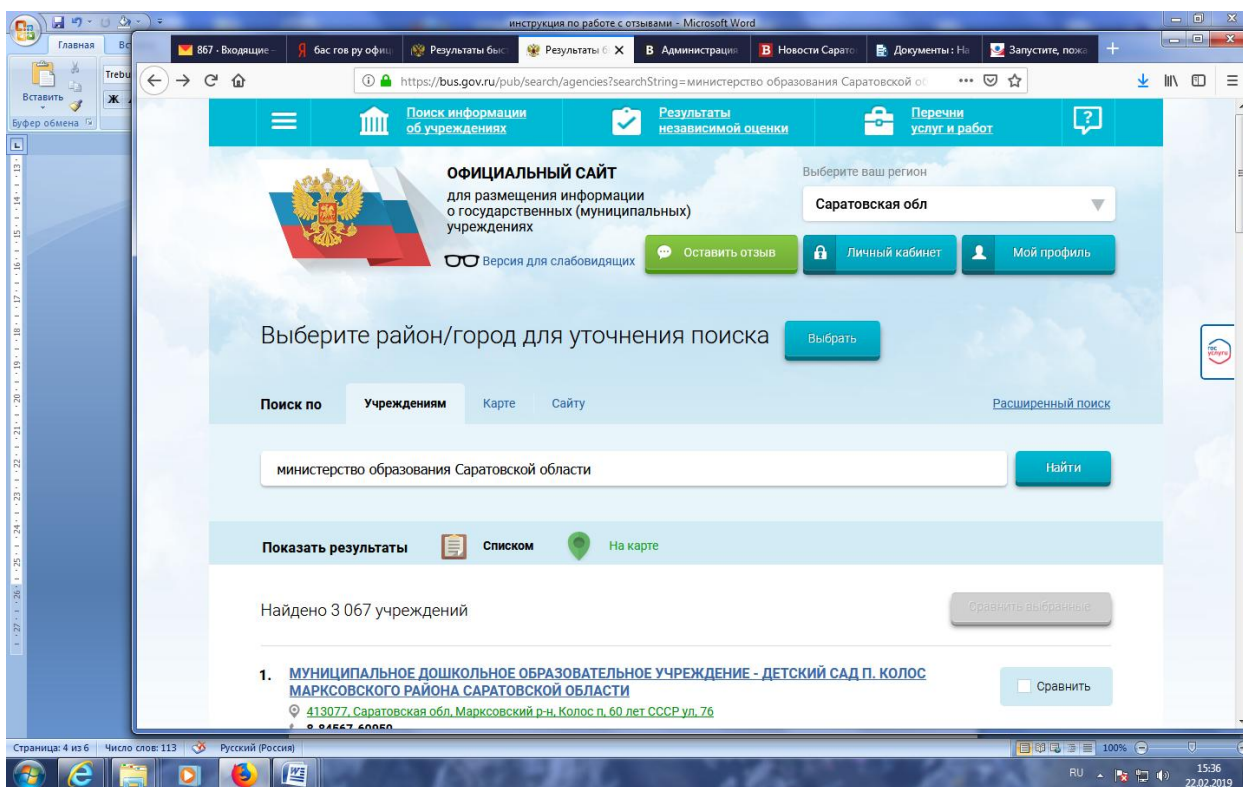 инструкция по работе с отзывами - Microsoft Word
Главная
Вставить
Trebu
Ж
Буфер обмена
867 · Входящие -
бас гов ру офиц
Результаты быс
Результаты б
Администрация
Новости Сарато
Документы: На
Запустите, пожа
https://bus.gov.ru/pub/search/agencies?searchString=министерство образования Саратовской об
Поиск информации
об учреждениях
Результаты
независимой оценки
Перечни
услуг и работ
ОФИЦИАЛЬНЫЙ САЙТ
для размещения информации
о государственных (муниципальных)
учреждениях
Версия для слабовидящих
Выберите ваш регион
Саратовская обл
Оставить отзыв
Личный кабинет
Мой профиль
Выберите район/город для уточнения поиска
Выбрать
гос
услуги
Поиск по
Учреждениям
Карте
Сайту
Расширенный поиск
министерство образования Саратовской области
Найти
Показать результаты
Списком
На карте
Найдено 3 067 учреждений
Сравнить выбранные
1. МУНИЦИПАЛЬНОЕ ДОШКОЛЬНОЕ ОБРАЗОВАТЕЛЬНОЕ УЧРЕЖДЕНИЕ - ДЕТСКИЙ САД П. КОЛОС
МАРКСОВСКОГО РАЙОНА САРАТОВСКОЙ ОБЛАСТИ
Сравнить
413077, Саратовская обл, Марксовский р-н, Колос п, 60 лет СССР ул, 76
8-84567-60950
Страница: 4 из 6
Число слов: 113
Русский (Россия)
100%
RU
15:36
22.02.2019